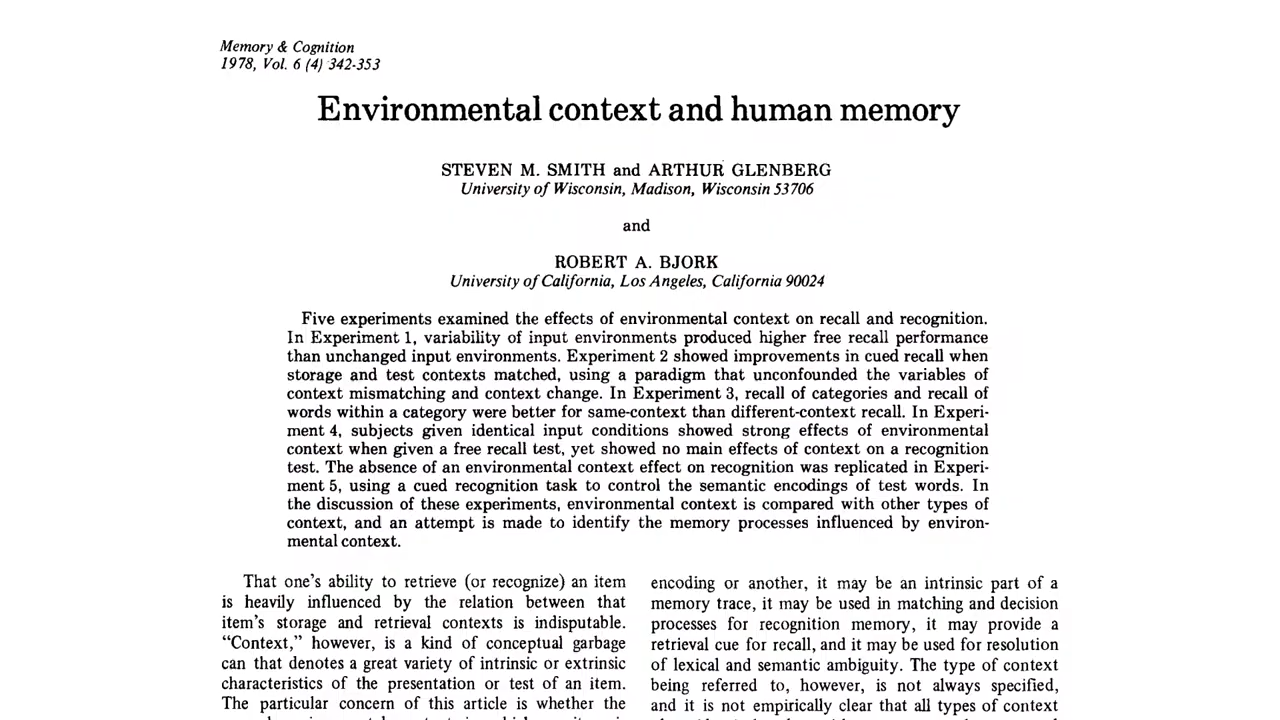 Memory & Cognition
1978, Vol. 6 (4) 342-353
Environmental context and human memory
STEVEN M. SMITH and ARTHUR GLENBERG
University of Wisconsin, Madison, Wisconsin 53706
and
ROBERT A. BJORK
University of California, Los Angeles, California 90024
Five experiments examined the effects of environmental context on recall and recognition.
In Experiment 1, variability of input environments produced higher free recall performance
than unchanged input environments. Experiment 2 showed improvements in cued recall when
storage and test contexts matched, using a paradigm that unconfounded the variables of
context mismatching and context change. In Experiment 3, recall of categories and recall of
words within a category were better for same-context than different-context recall. In Experi-
ment 4, subjects given identical input conditions showed strong effects of environmental
context when given a free recall test, yet showed no main effects of context on a recognition
test. The absence of an environmental context effect on recognition was replicated in Experi-
ment 5, using a cued recognition task to control the semantic encodings of test words. In
the discussion of these experiments, environmental context is compared with other types of
context, and an attempt is made to identify the memory processes influenced by environ-
mental context.
That one's ability to retrieve (or recognize) an item
is heavily influenced by the relation between that
item's storage and retrieval contexts is indisputable.
“Context,” however, is a kind of conceptual garbage
can that denotes a great variety of intrinsic or extrinsic
characteristics of the presentation or test of an item.
The particular concern of this article is whether the
encoding or another, it may be an intrinsic part of a
memory trace, it may be used in matching and decision
processes for recognition memory, it may provide a
retrieval cue for recall, and it may be used for resolution
of lexical and semantic ambiguity. The type of context
being referred to, however, is not always specified,
and it is not empirically clear that all types of context